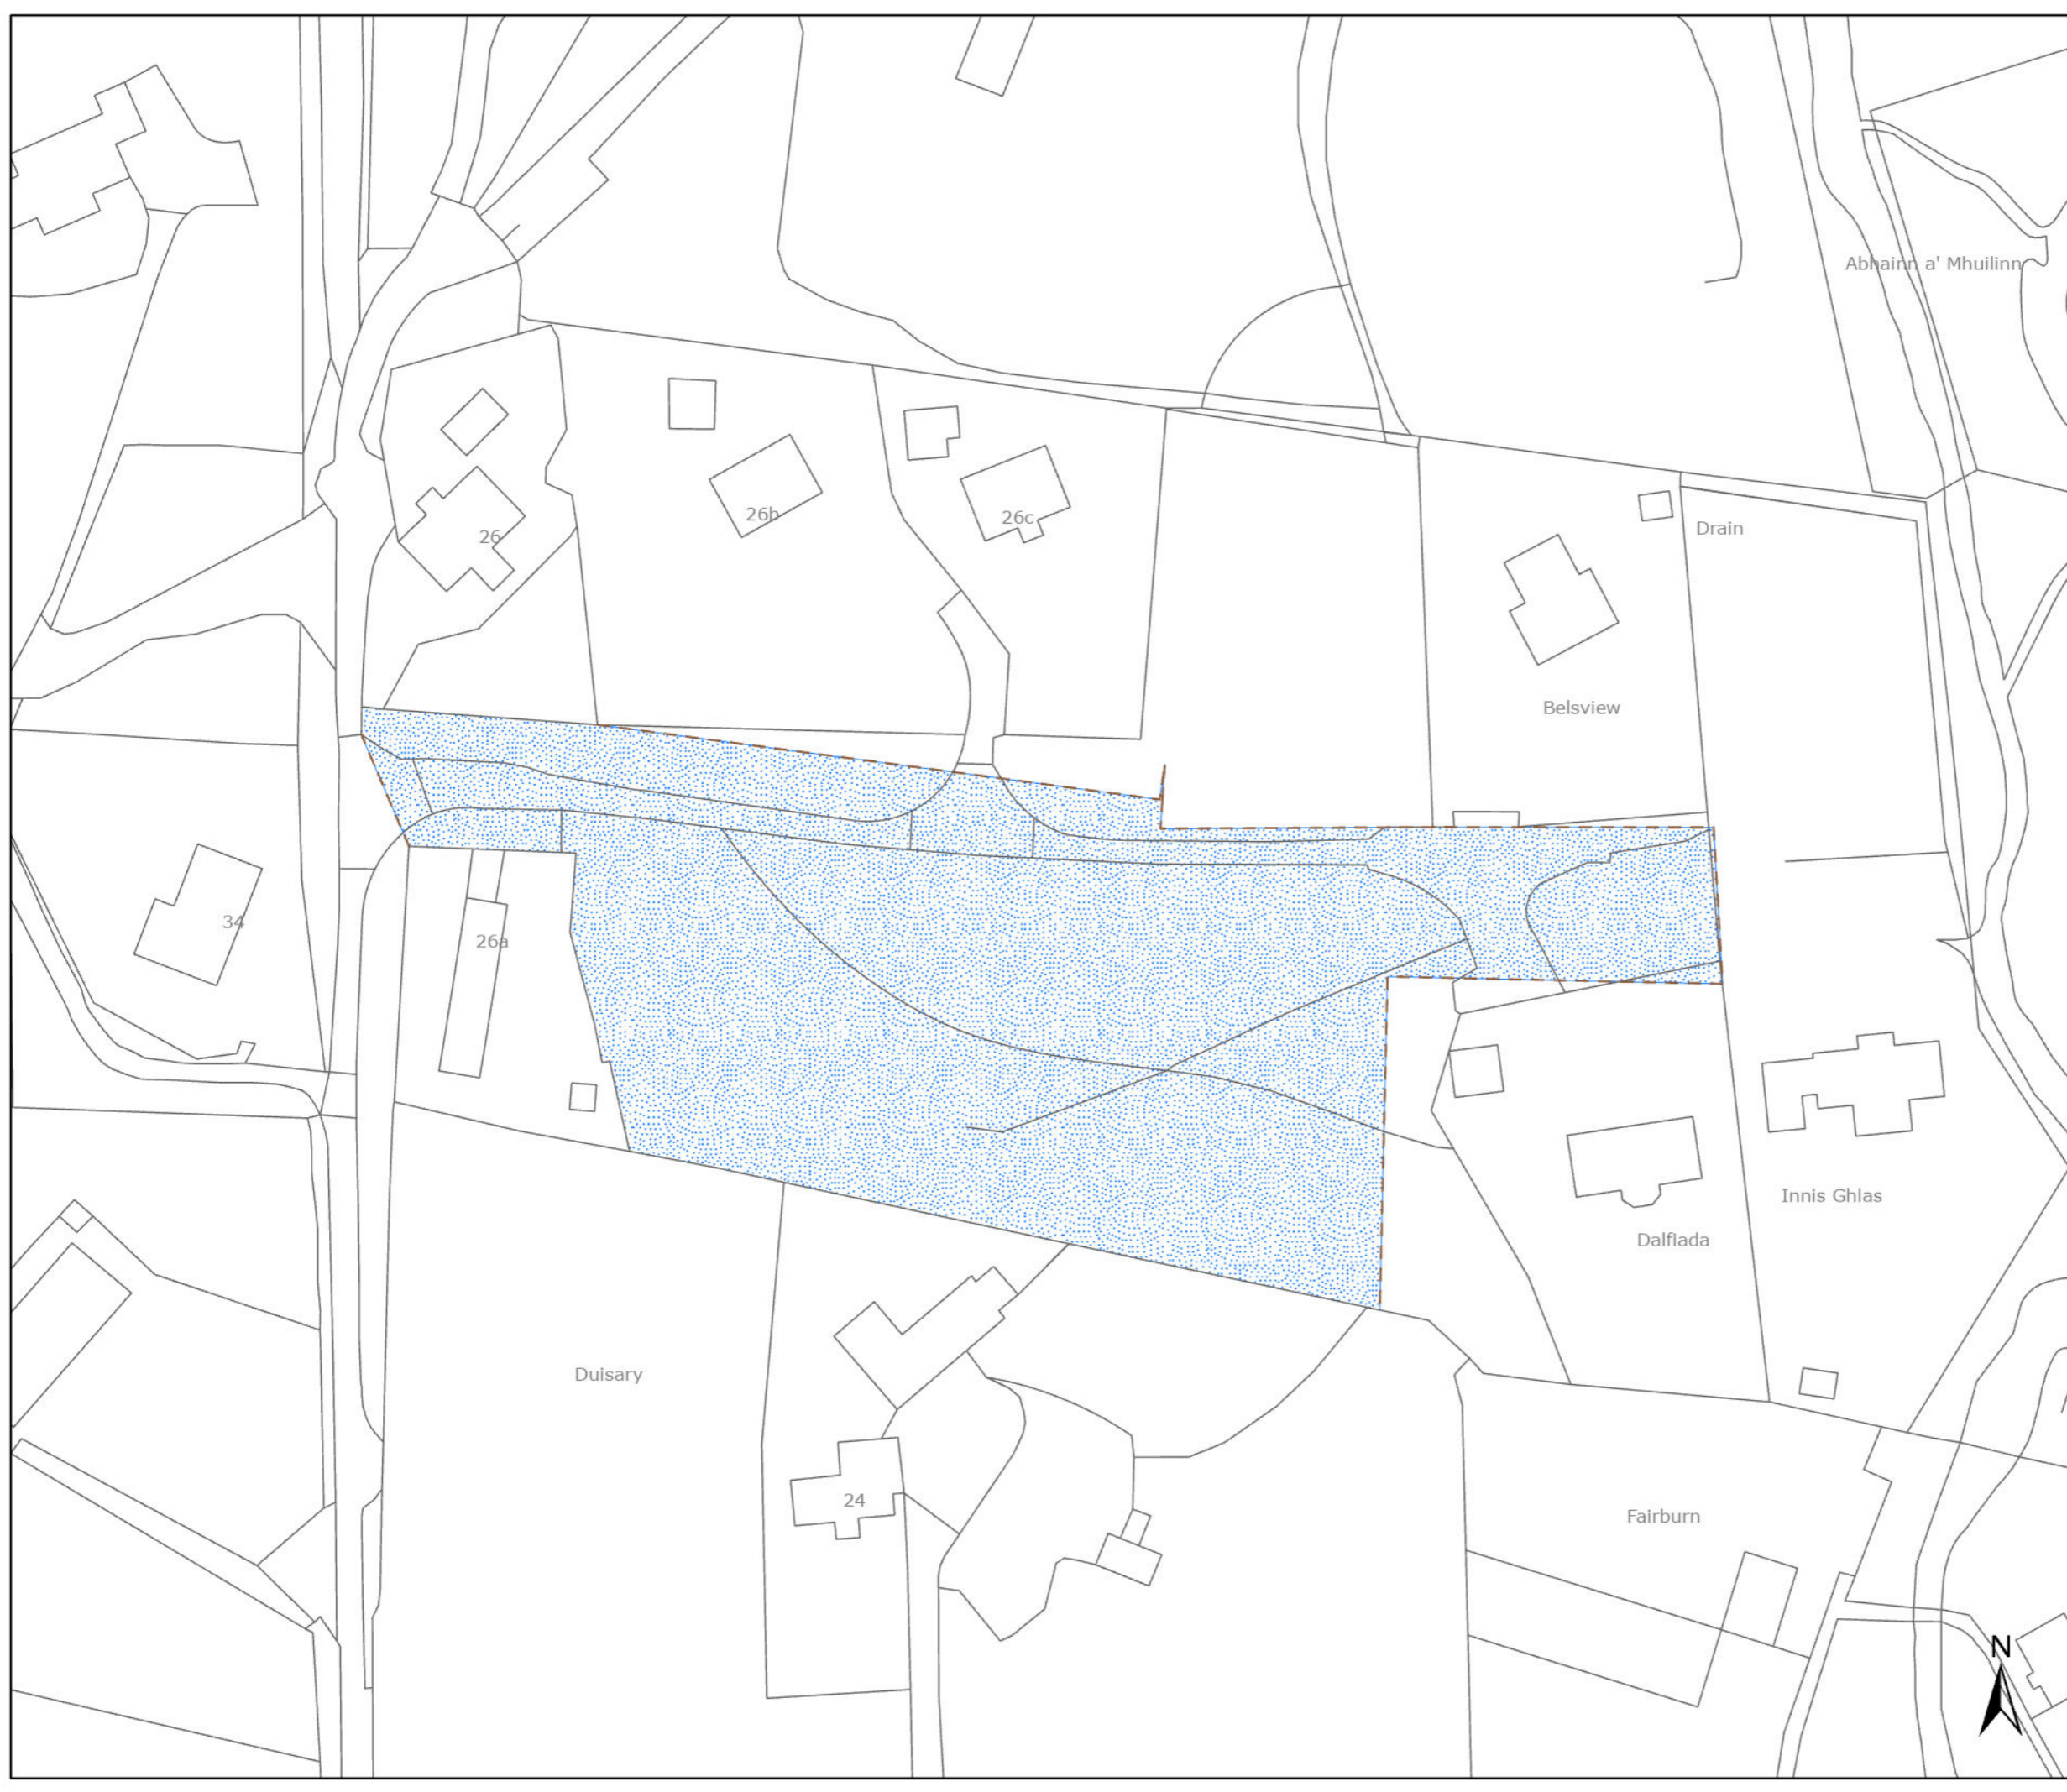 Abhainn a' Mhuilinn
26
26b
26c
Drain
Belsview
34
26a
Innis Ghlas
Dalfiada
Duisary
24
Fairburn
N